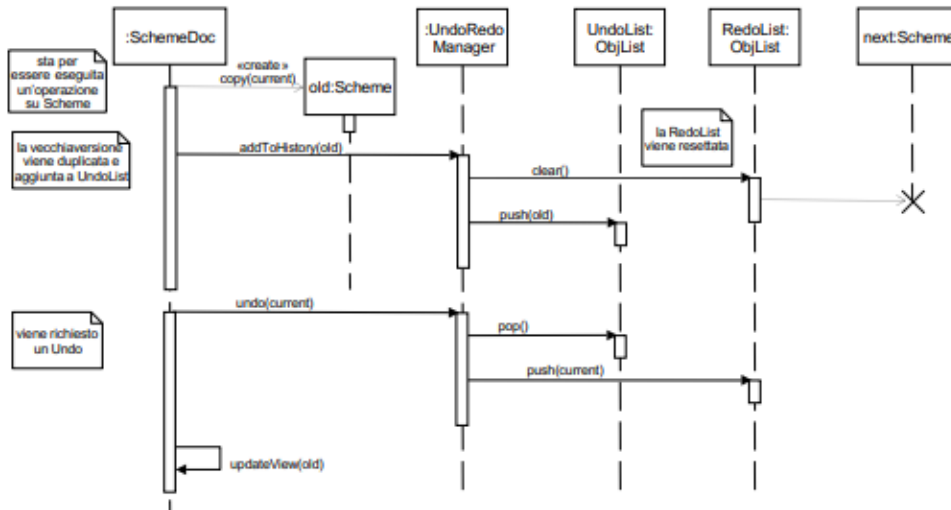 :SchemeDoc
:UndoRedo
Manager
UndoList:
ObjList
RedoList:
ObjList
next:Scheme
sta per
essere eseguita
un'operazione
su Scheme
«create »
copy(current)
old:Scheme
la vecchiaversione
viene duplicata e
aggiunta a UndoList
addToHistory(old)
la RedoList
viene resettata
clear()
push(old)
viene richiesto
un Undo
undo(current)
pop()
push(current)
updateView(old)